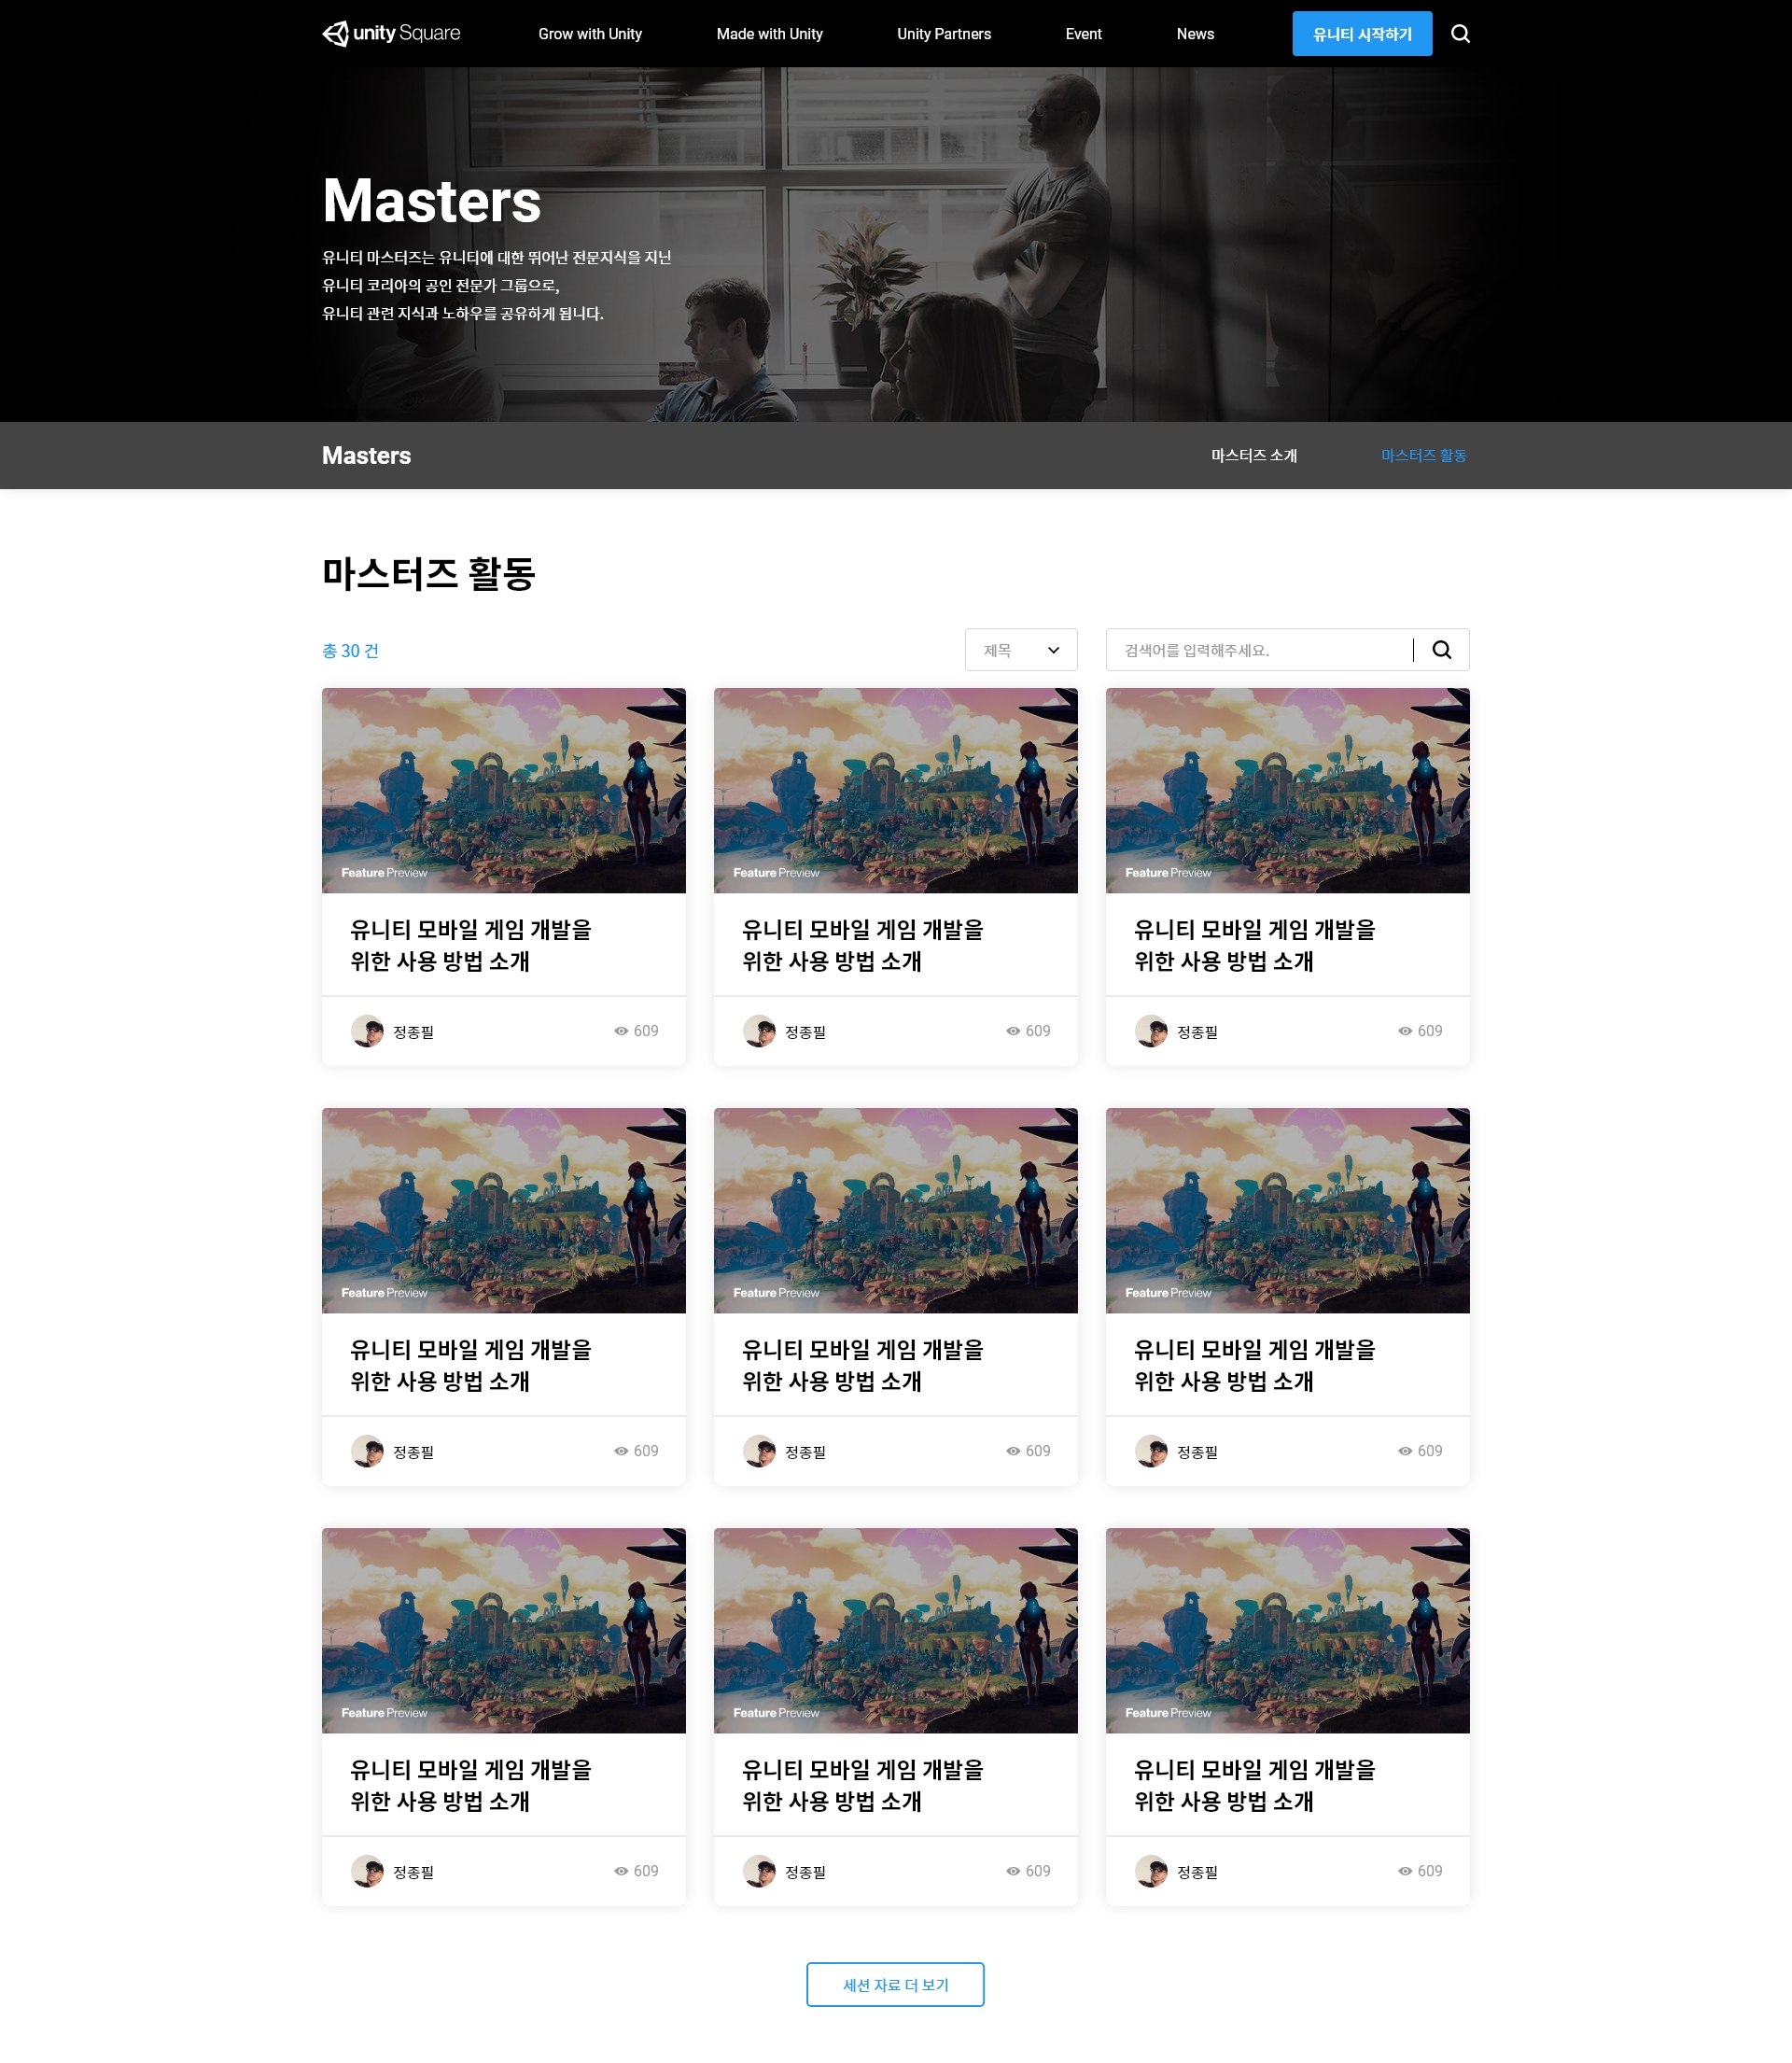 unity Square
Grow with Unity
Made with Unity
Unity Partners
Event
News
유니티 시작하기
Masters
유니티 마스터즈는 유니티에 대한 뛰어난 전문지식을 지닌
유니티 코리아의 공인 전문가 그룹으로,
유니티 관련 지식과 노하우를 공유하게 됩니다.
Masters
마스터즈 소개
마스터즈 활동
마스터즈 활동
총 30 건
제목
검색어를 입력해주세요.
Feature Preview
유니티 모바일 게임 개발을
위한 사용 방법 소개
정종필
609
Feature Preview
유니티 모바일 게임 개발을
위한 사용 방법 소개
정종필
609
Feature Preview
유니티 모바일 게임 개발을
위한 사용 방법 소개
정종필
609
Feature Preview
유니티 모바일 게임 개발을
위한 사용 방법 소개
정종필
609
Feature Preview
유니티 모바일 게임 개발을
위한 사용 방법 소개
정종필
609
Feature Preview
유니티 모바일 게임 개발을
위한 사용 방법 소개
정종필
609
Feature Preview
유니티 모바일 게임 개발을
위한 사용 방법 소개
정종필
609
Feature Preview
유니티 모바일 게임 개발을
위한 사용 방법 소개
정종필
609
Feature Preview
유니티 모바일 게임 개발을
위한 사용 방법 소개
정종필
609
세션 자료 더 보기